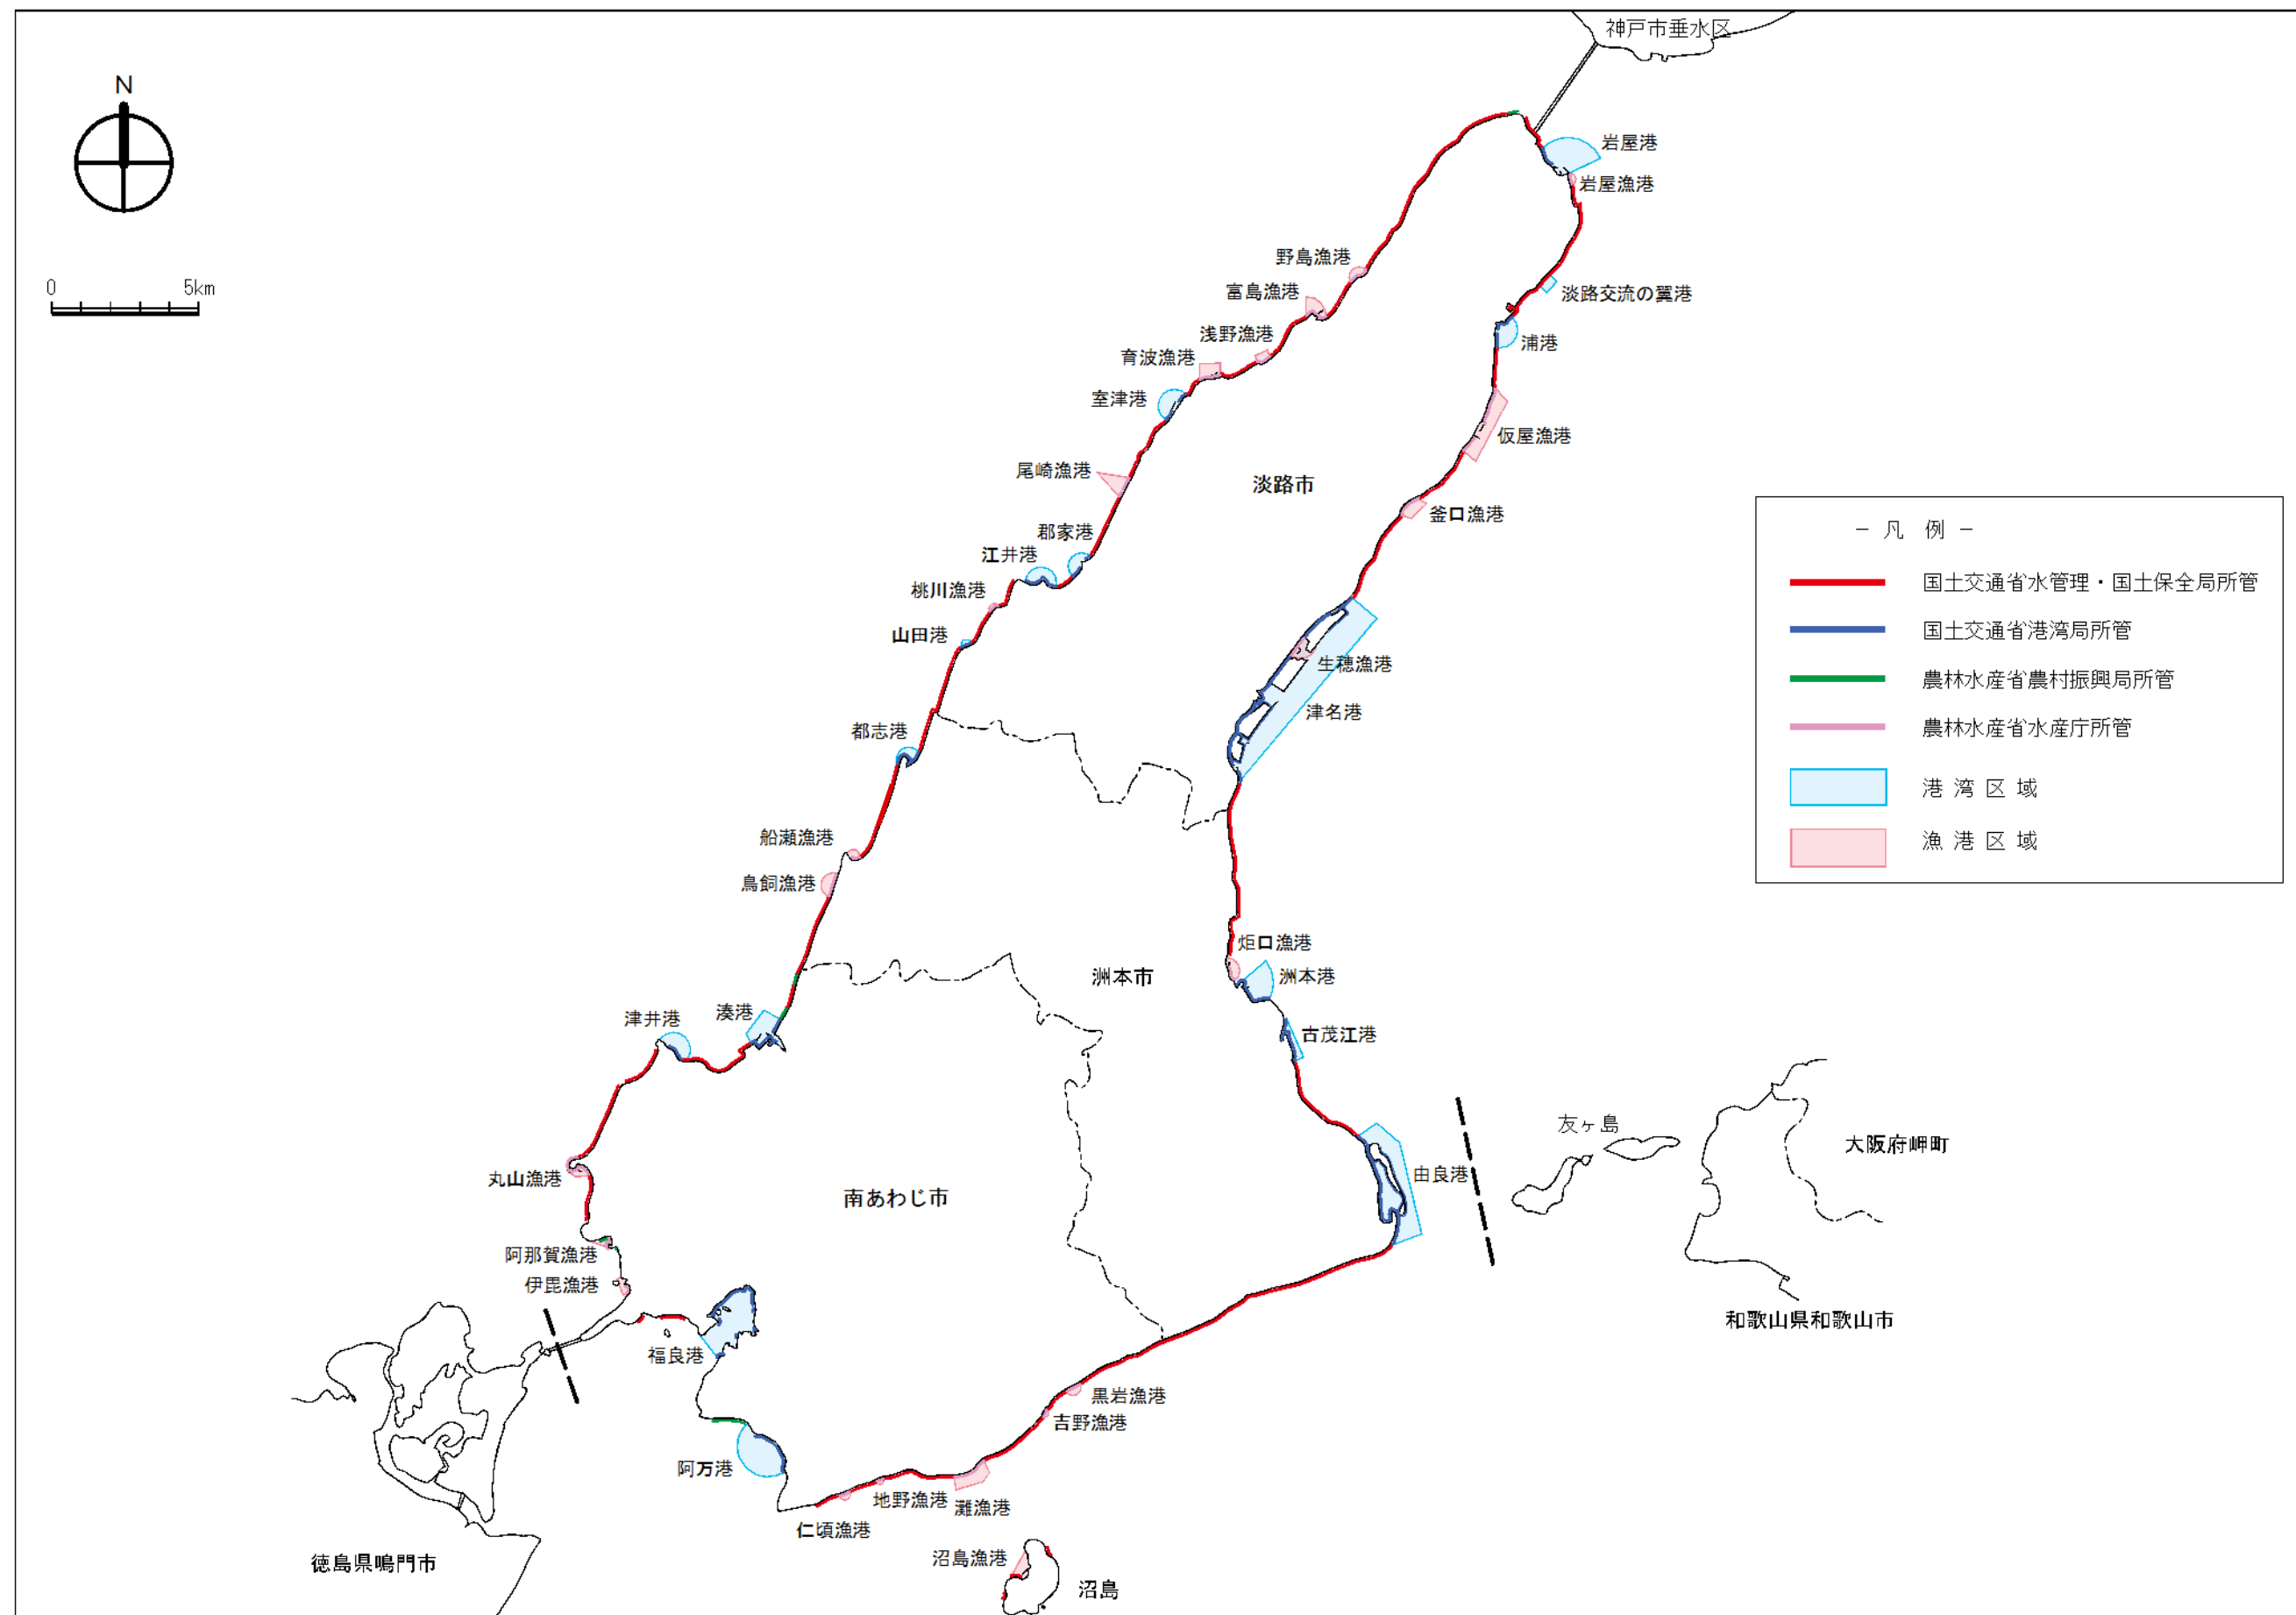 神戸市垂水区
N
0 5km
岩屋港
岩屋漁港
野島漁港
富島漁港
淡路交流の翼港
浅野漁港
浦港
育波漁港
室津港
仮屋漁港
尾崎漁港
淡路市
釜口漁港
郡家港
江井港
桃川漁港
山田港
生穂漁港
津名港
都志港
船瀬漁港
鳥飼漁港
炬口漁港
洲本市
洲本港
湊港
津井港
古茂江港
友ヶ島
大阪府岬町
丸山漁港
由良港
南あわじ市
阿那賀漁港
伊毘漁港
和歌山県和歌山市
福良港
黒岩漁港
吉野漁港
阿万港
地野漁港
灘漁港
仁頃漁港
沼島漁港
徳島県鳴門市
沼島
- 凡 例 -
国土交通省水管理・国土保全局所管
国土交通省港湾局所管
農林水産省農村振興局所管
農林水産省水産庁所管
港 湾 区 域
漁 港 区 域